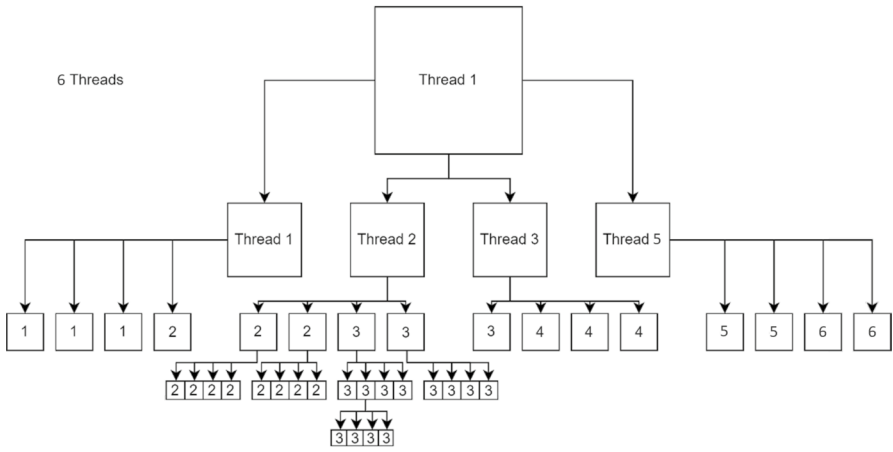 6 Threads
Thread 1
Thread 1
Thread 2
Thread 3
Thread 5
1 1 1 2 2 2 3 3 3 4 4 4 5 5 6 6
2 2 2 2 2 2 2 2 3 3 3 3 3 3 3 3
3 3 3 3